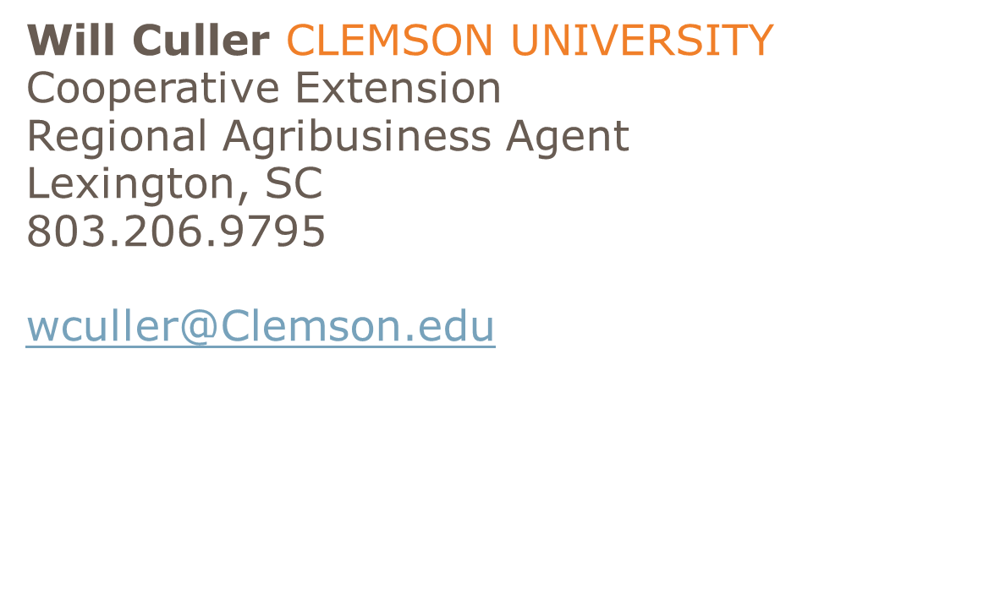 Will Culler CLEMSON UNIVERSITY
Cooperative Extension
Regional Agribusiness Agent
Lexington, SC
803.206.9795
wculler@Clemson.edu